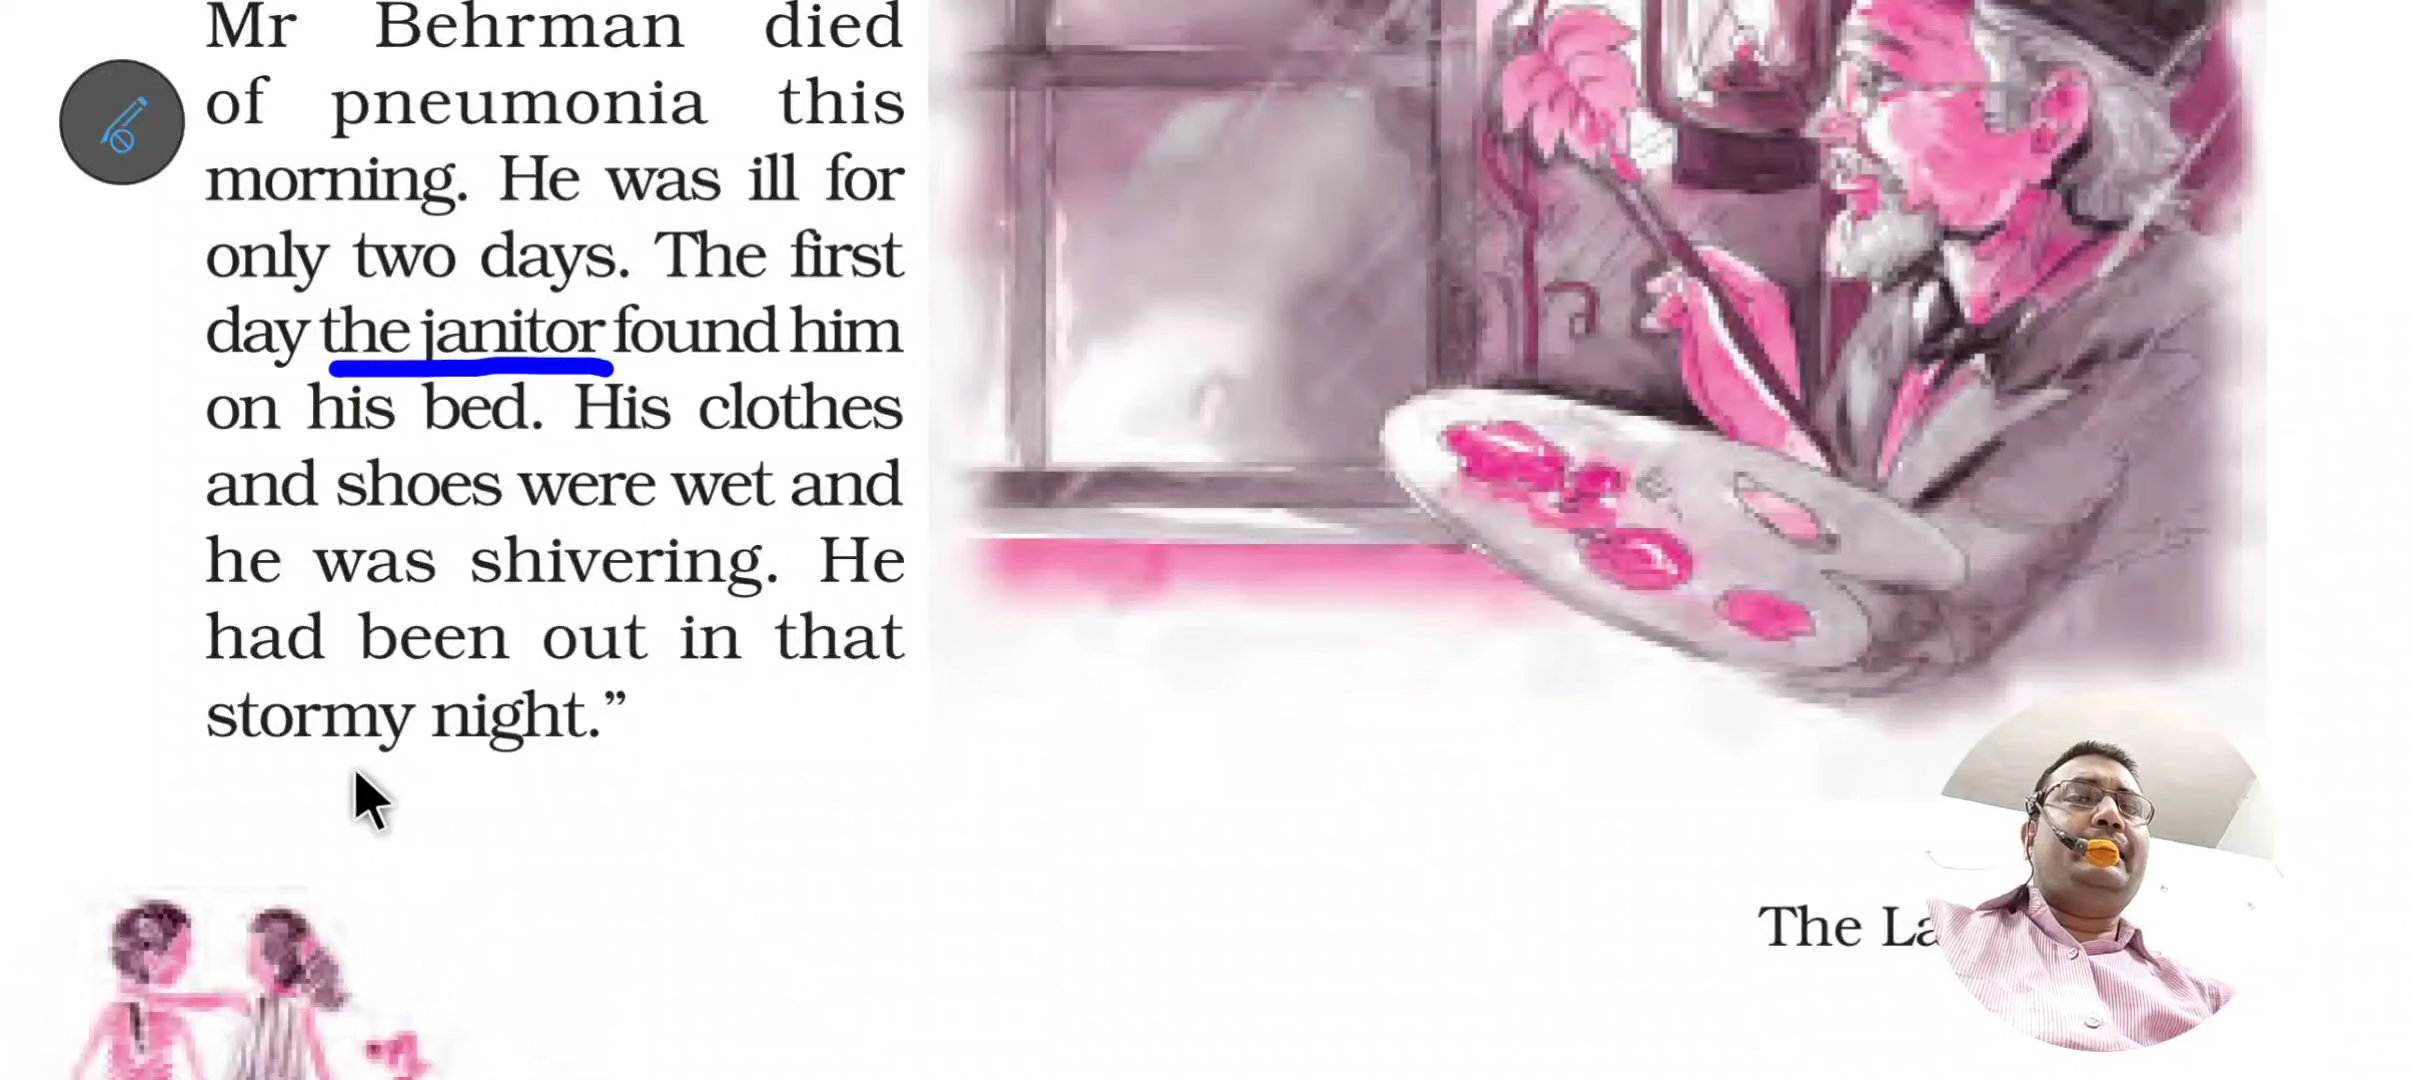 Mr Behrman died
of pneumonia this
morning. He was ill for
only two days. The first
day the janitor found him
on his bed. His clothes
and shoes were wet and
he was shivering. He
had been out in that
stormy night.”
The La